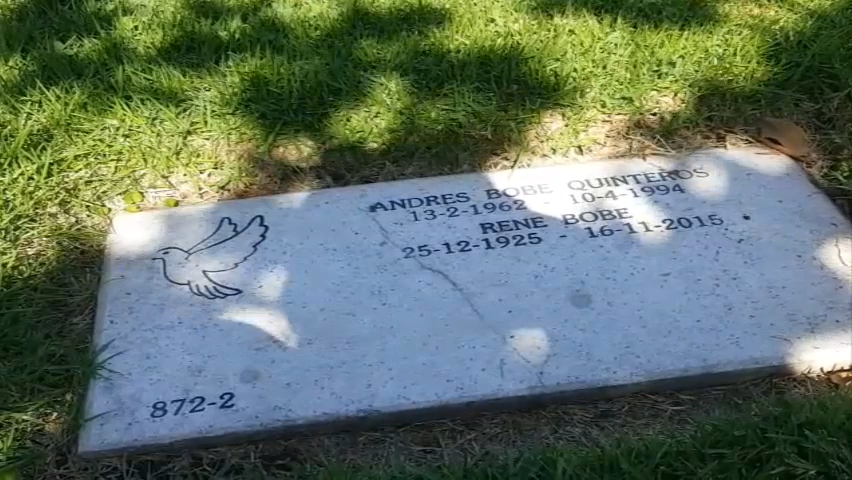 ANDRES BOBE QUINTEROS
13-2-1962 - 10-4-1994
RENE BOBE
25-12-1925 - 16-11-2015
872-2